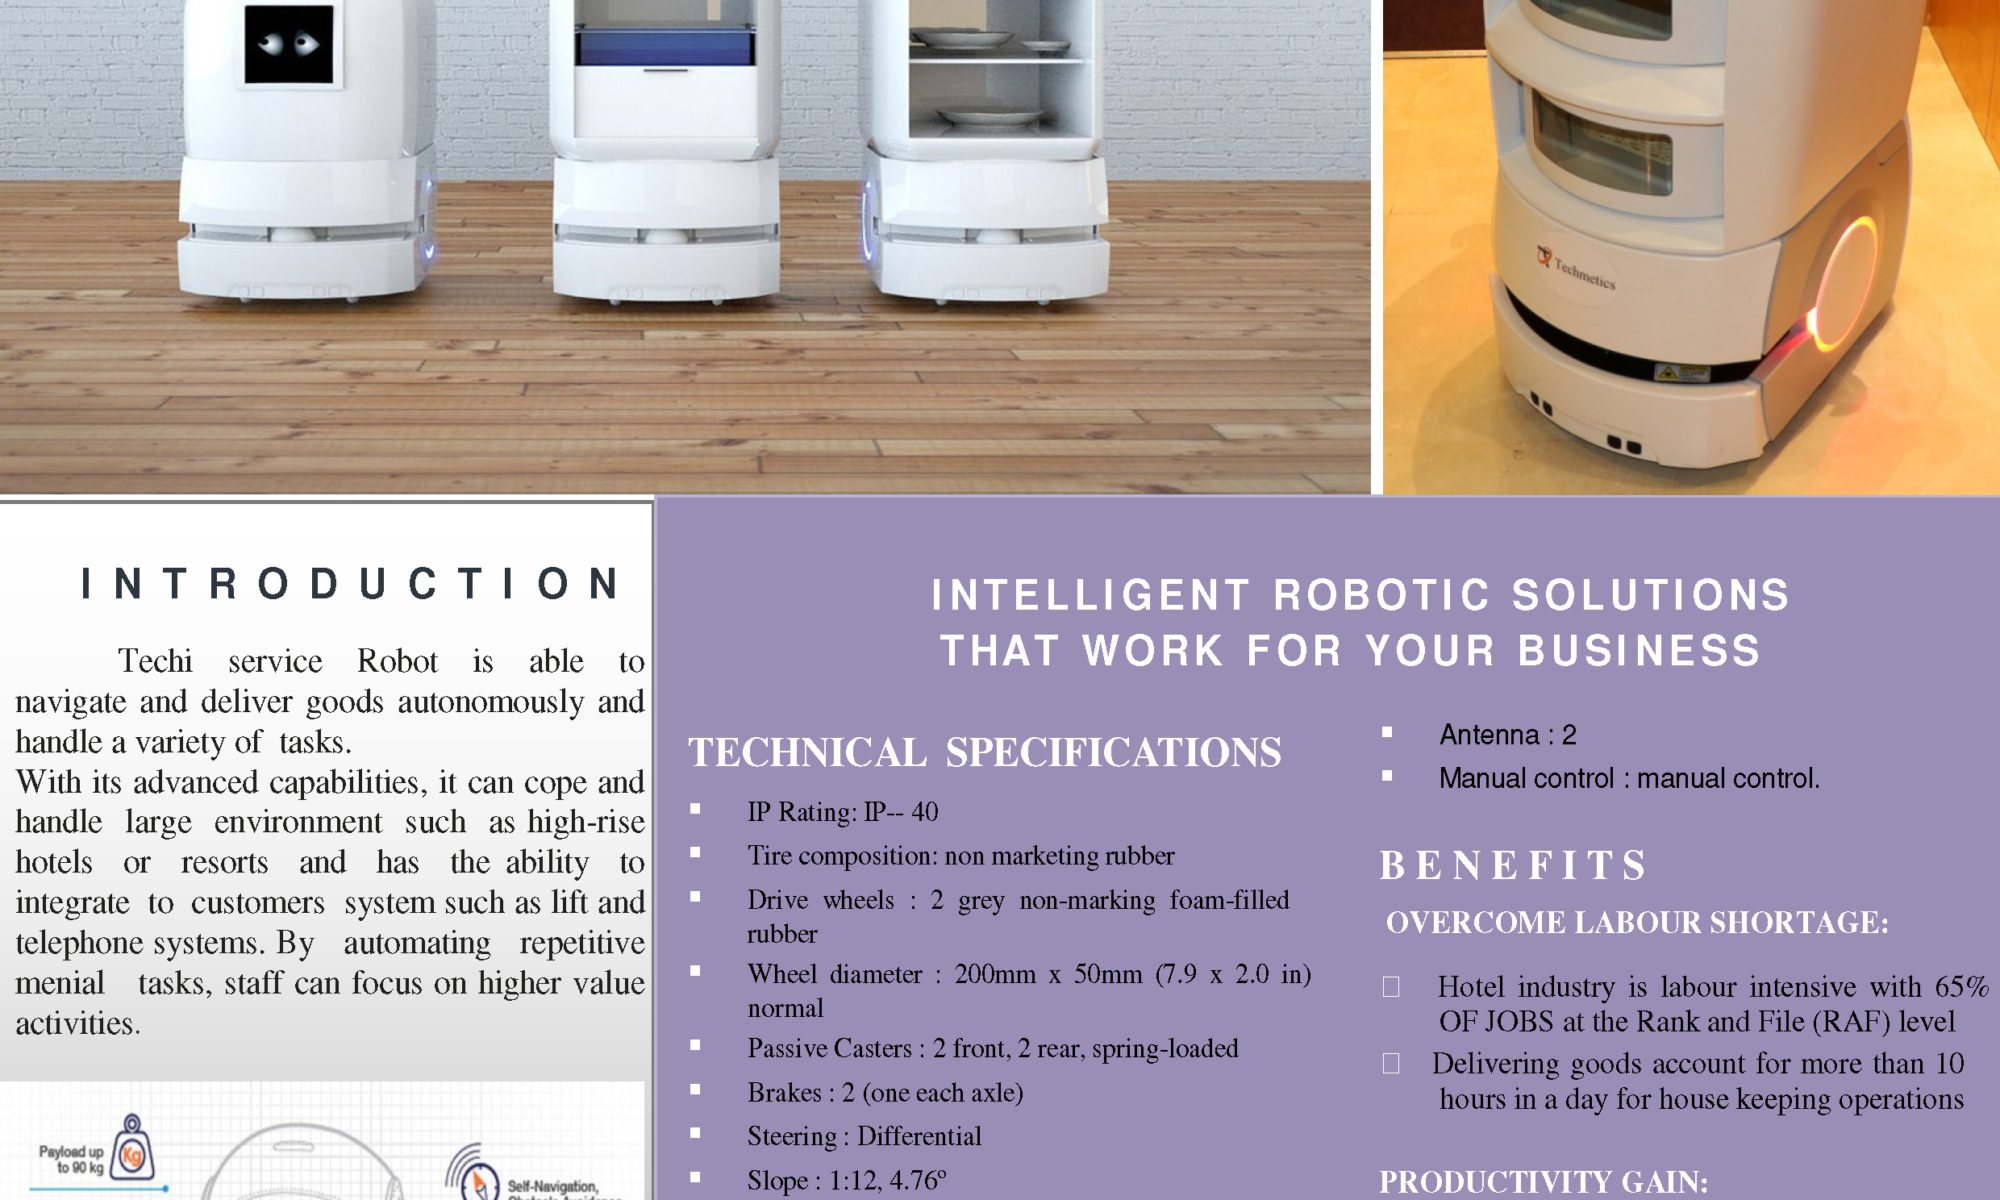 Techmetics
INTRODUCTION
Techi service Robot is able to
navigate and deliver goods autonomously and
handle a variety of tasks.
With its advanced capabilities, it can cope and
handle large environment such as high-rise
hotels or resorts and has the ability to
integrate to customers system such as lift and
telephone systems. By automating repetitive
menial tasks, staff can focus on higher value
activities.
Payload up
to 90 kg
Kg
Self-Navigation,
INTELLIGENT ROBOTIC SOLUTIONS
THAT WORK FOR YOUR BUSINESS
TECHNICAL SPECIFICATIONS
▪ IP Rating: IP-- 40
▪ Tire composition: non marketing rubber
▪ Drive wheels : 2 grey non-marking foam-filled
rubber
▪ Wheel diameter : 200mm x 50mm (7.9 x 2.0 in)
normal
▪ Passive Casters : 2 front, 2 rear, spring-loaded
▪ Brakes : 2 (one each axle)
▪ Steering : Differential
▪ Slope : 1:12, 4.76º
▪ Antenna : 2
▪ Manual control : manual control.
BENEFITS
OVERCOME LABOUR SHORTAGE:
Hotel industry is labour intensive with 65%
OF JOBS at the Rank and File (RAF) level
Delivering goods account for more than 10
hours in a day for house keeping operations
PRODUCTIVITY GAIN: